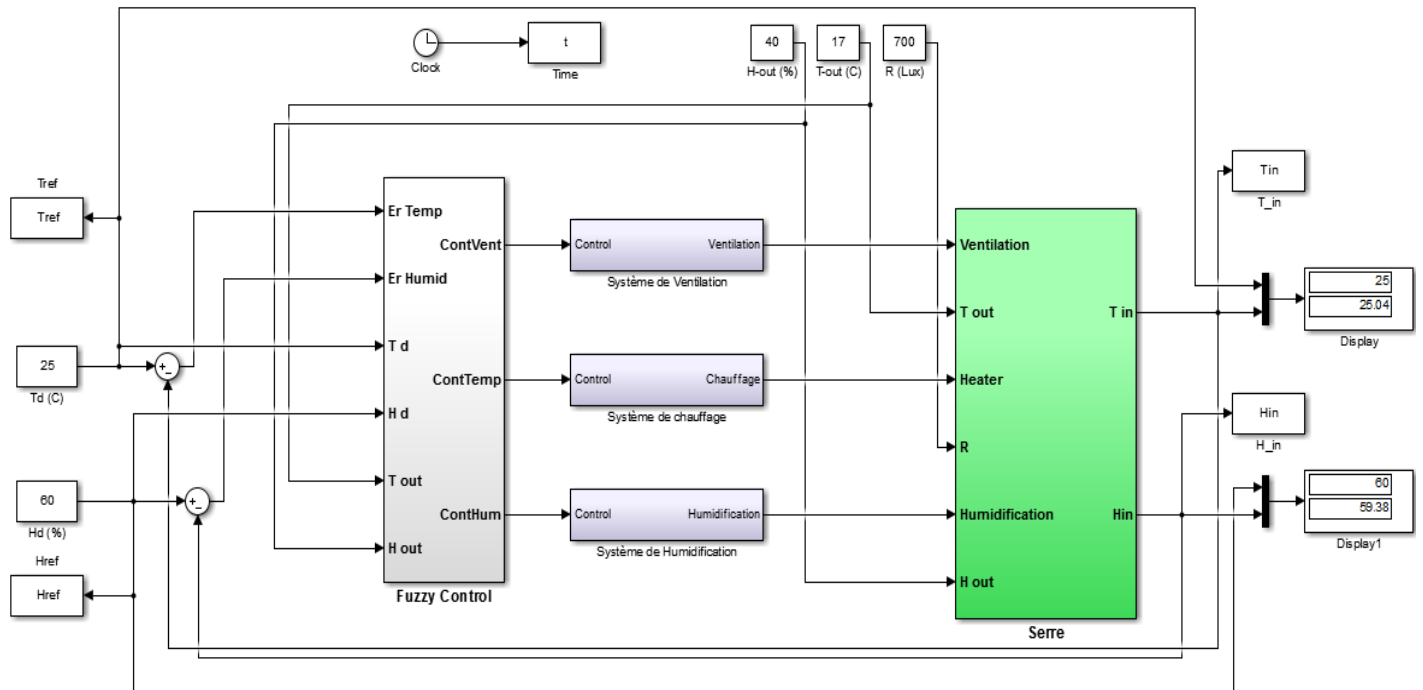 t
Clock
Time
40
17
700
H-out (%)
T-out (C)
R (Lux)
Tref
Tref
Tin
T_in
Er Temp
ContVent
Er Humid
T d
ContTemp
H d
T out
ContHum
H out
Fuzzy Control
Control
Ventilation
Système de Ventilation
Control
Chauffage
Système de chauffage
Control
Humidification
Système de Humidification
Ventilation
T out
T in
Heater
R
Humidification
Hin
H out
Serre
25
25.04
Display
25
+
-
Td (C)
Hin
H_in
60
+
-
Hd (%)
60
59.38
Display1
Href
Href